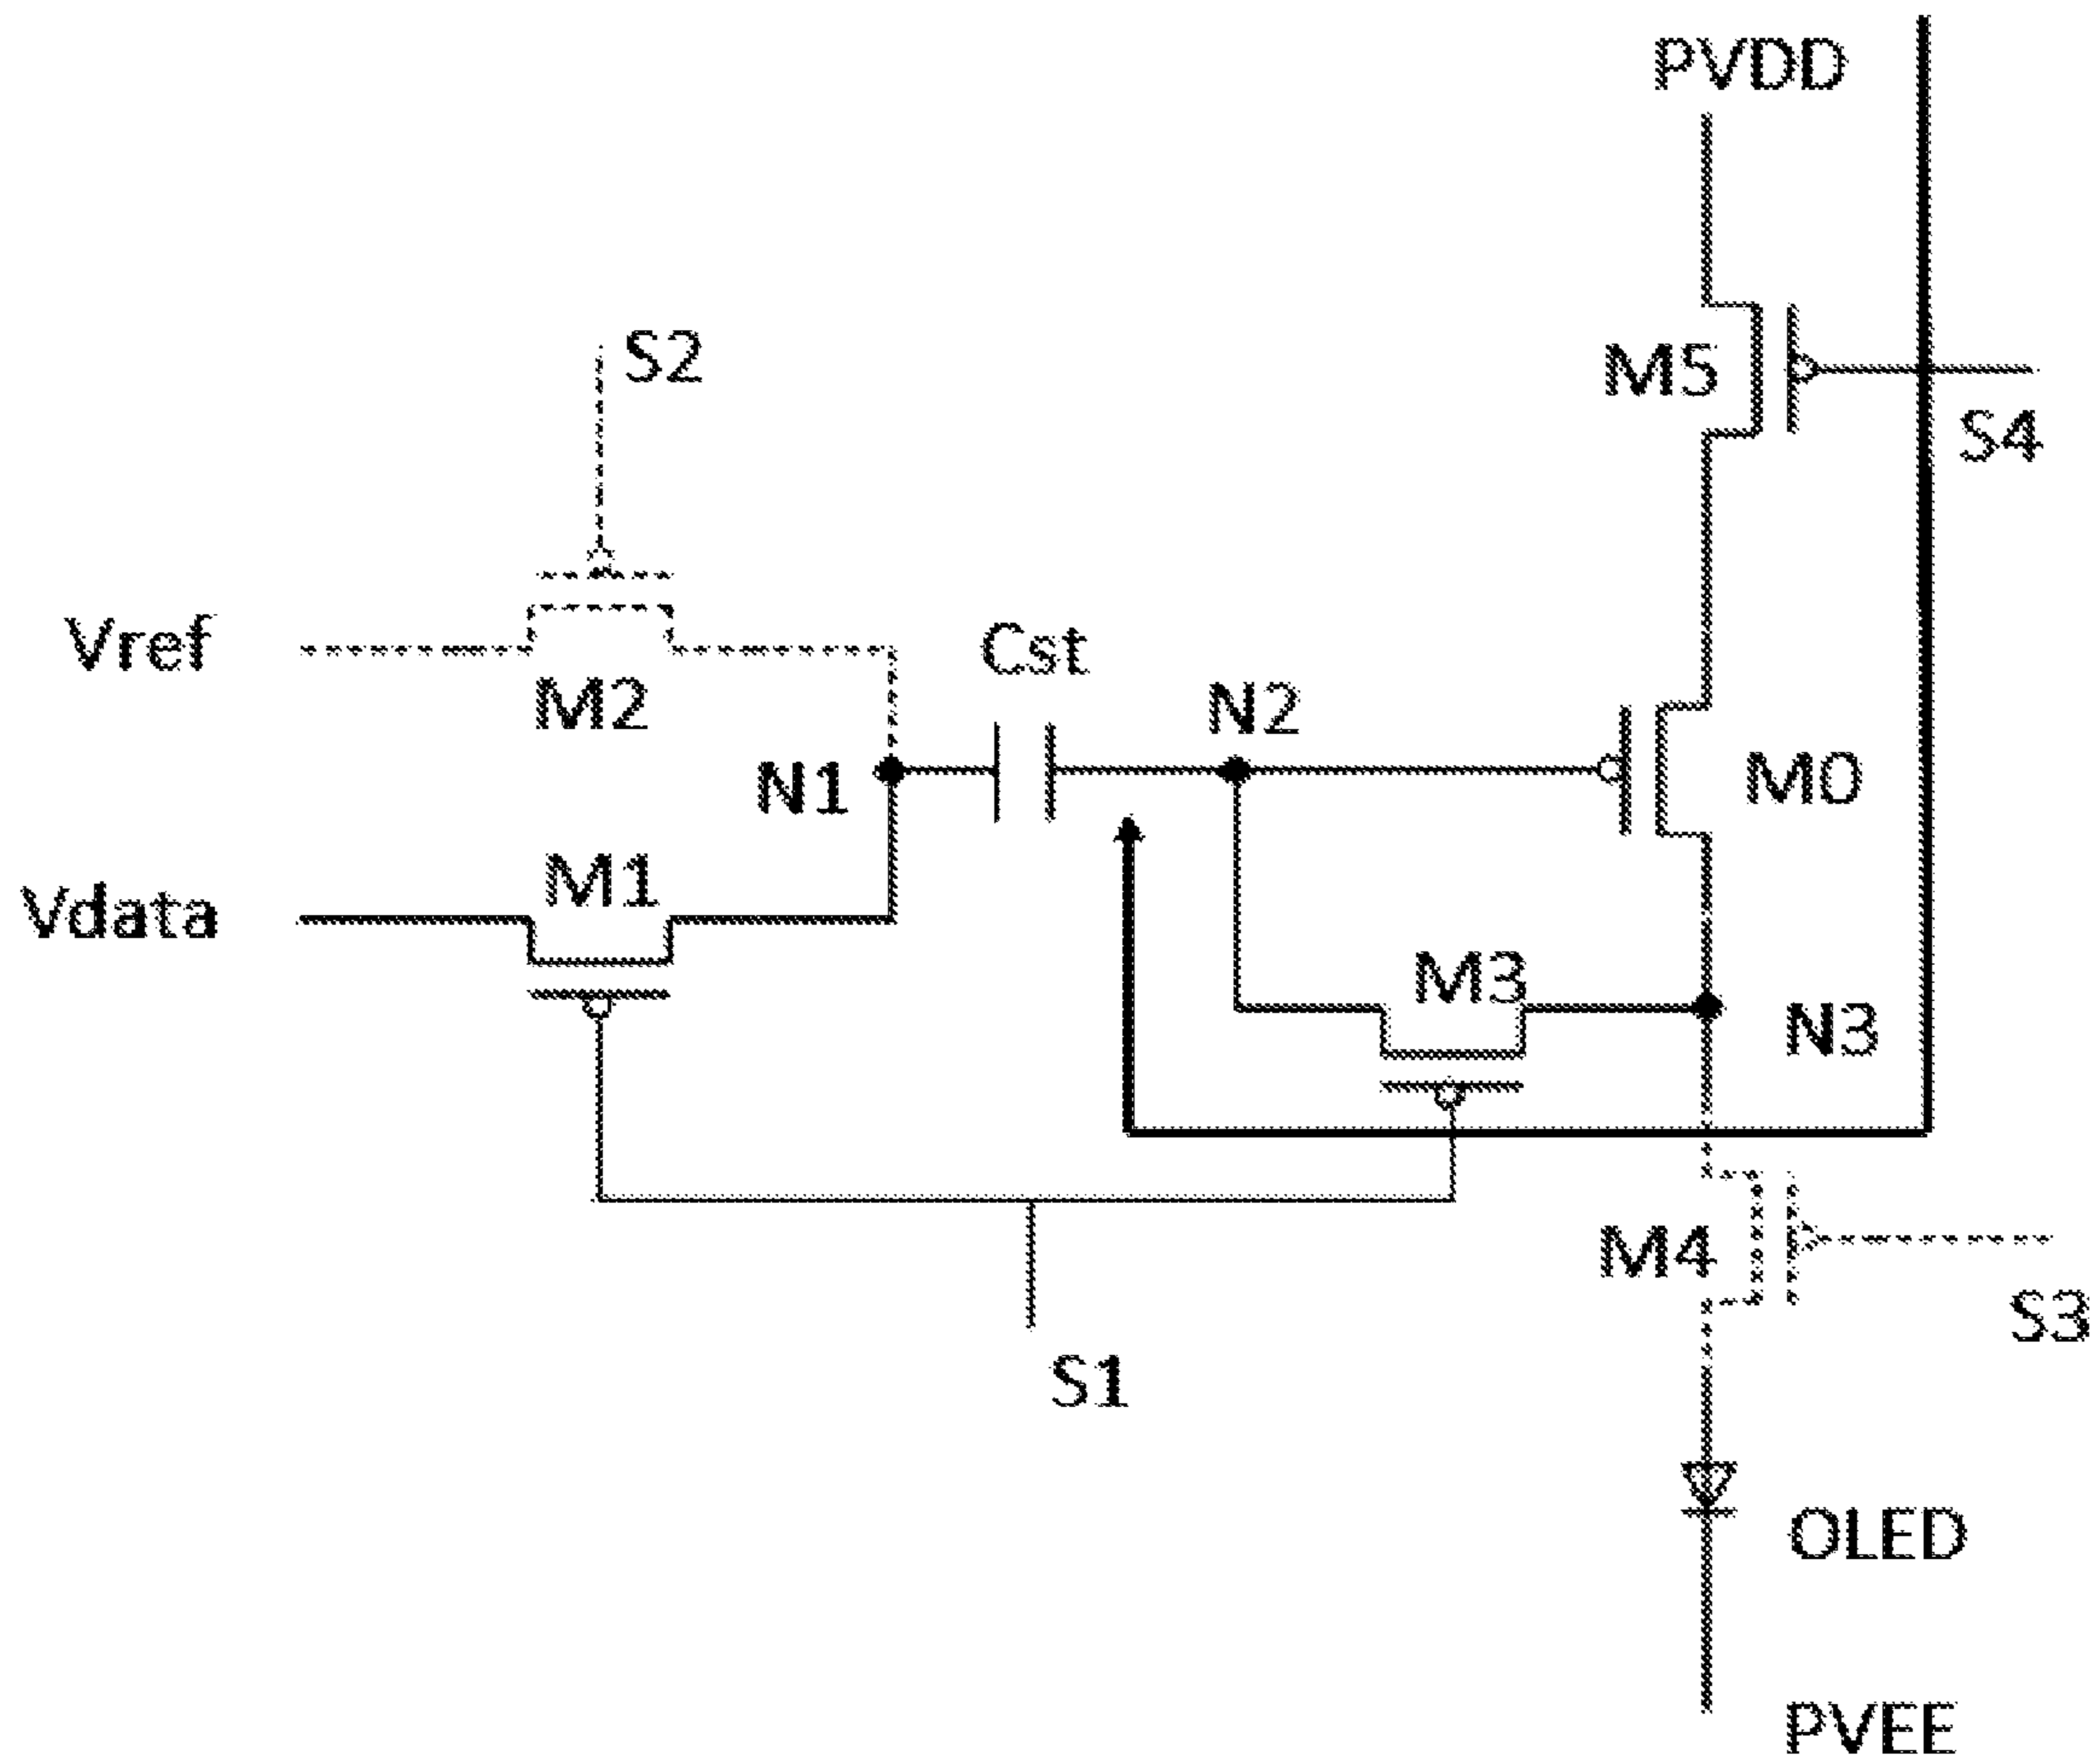 PVDD
S2
M5
S4
Vref
M2
Cst
N2
N1
M0
M1
Vdata
M3
N3
M4
S3
S1
OLED
PVEE